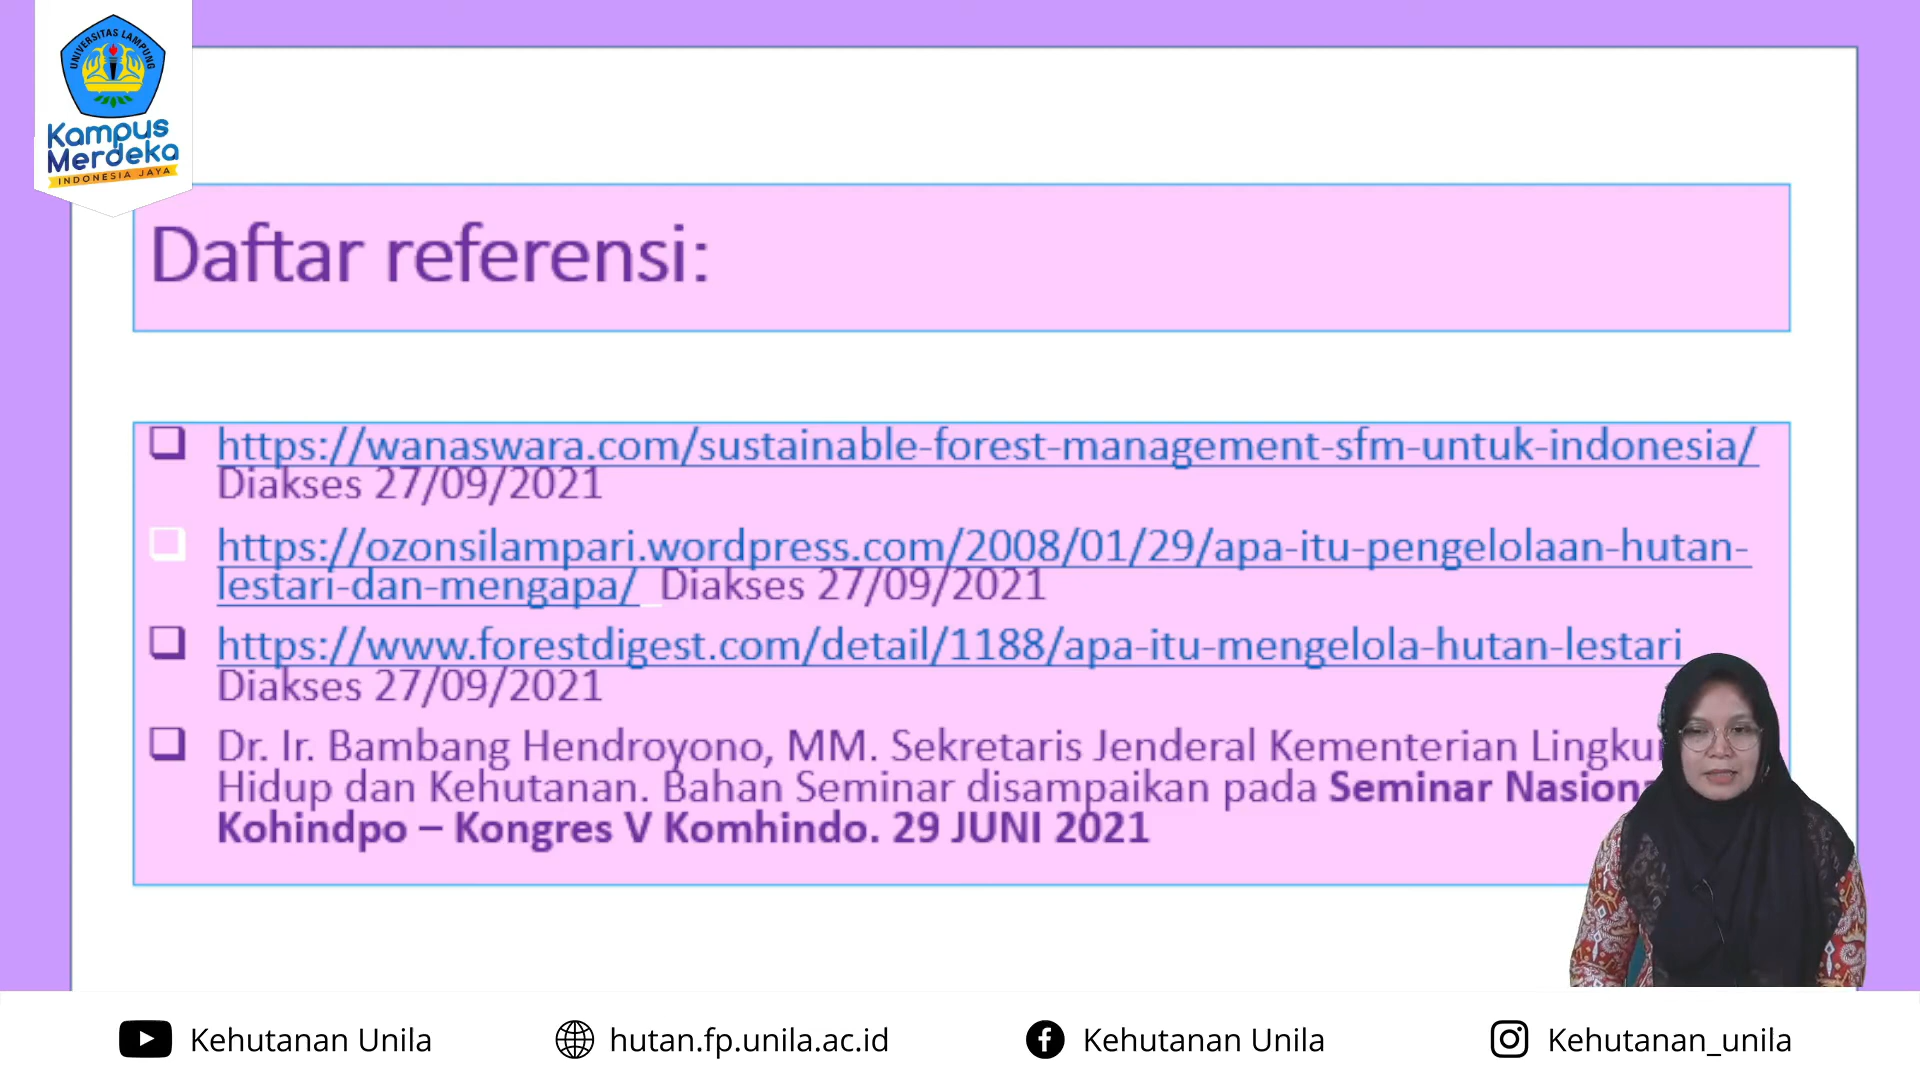 UNIVERSITAS LAMPUNG
Kampus
Merdeka
INDONESIA JAYA
Daftar referensi:
https://wanaswara.com/sustainable-forest-management-sfm-untuk-indonesia/
Diakses 27/09/2021
https://ozonsilampari.wordpress.com/2008/01/29/apa-itu-pengelolaan-hutan-
lestari-dan-mengapa/ Diakses 27/09/2021
https://www.forestdigest.com/detail/1188/apa-itu-mengelola-hutan-lestari
Diakses 27/09/2021
Dr. Ir. Bambang Hendroyono, MM. Sekretaris Jenderal Kementerian
Hidup dan Kehutanan. Bahan Seminar disampaikan pada Seminar
Kohindpo – Kongres V Komhindo. 29 JUNI 2021
Kehutanan Unila
hutan.fp.unila.ac.id
Kehutanan Unila
Kehutanan_unila